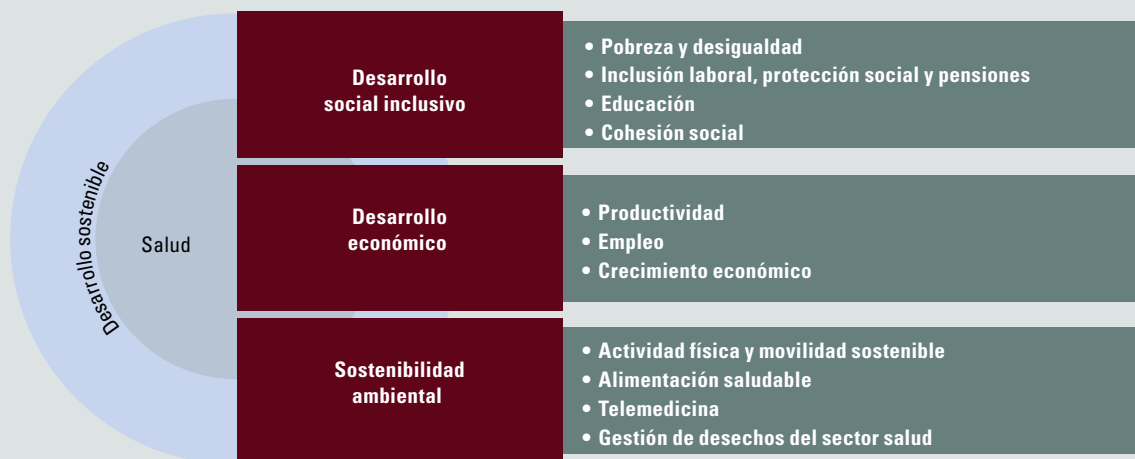 Desarrollo sostenible
Salud
Desarrollo
social inclusivo
• Pobreza y desigualdad
• Inclusión laboral, protección social y pensiones
• Educación
• Cohesión social
Desarrollo
económico
• Productividad
• Empleo
• Crecimiento económico
Sostenibilidad
ambiental
• Actividad física y movilidad sostenible
• Alimentación saludable
• Telemedicina
• Gestión de desechos del sector salud